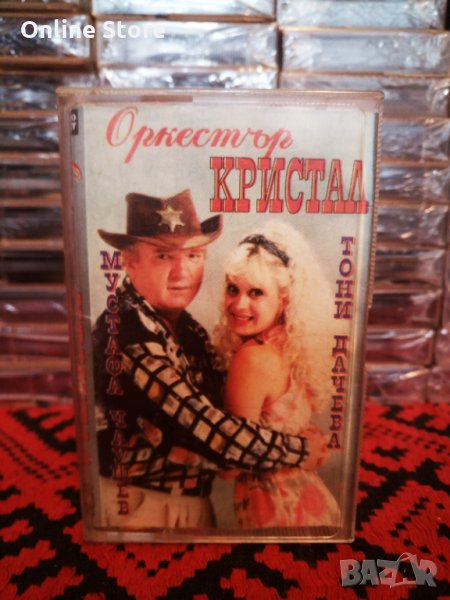 Online Store
Оркестър
КРИСТАЛ
МУСТАФА ЧАУШЕВ
ТОНИ ДАЧЕВА
BAZAR